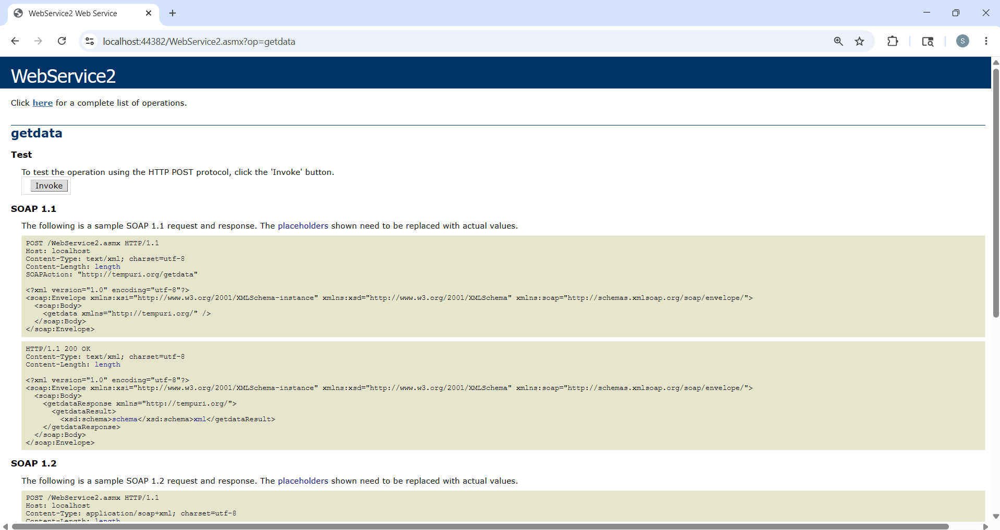 WebService2 Web Service
localhost:44382/WebService2.asmx?op=getdata
S
WebService2
Click here for a complete list of operations.
getdata
Test
To test the operation using the HTTP POST protocol, click the 'Invoke' button.
Invoke
SOAP 1.1
The following is a sample SOAP 1.1 request and response. The placeholders shown need to be replaced with actual values.
POST /WebService2.asmx HTTP/1.1
Host: localhost
Content-Type: text/xml; charset=utf-8
Content-Length: length
SOAPAction: "http://tempuri.org/getdata"
<?xml version="1.0" encoding="utf-8"?>
<soap:Envelope xmlns:xsi="http://www.w3.org/2001/XMLSchema-instance" xmlns:xsd="http://www.w3.org/2001/XMLSchema" xmlns:soap="http://schemas.xmlsoap.org/soap/envelope/">
  <soap:Body>
    <getdata xmlns="http://tempuri.org/" />
  </soap:Body>
</soap:Envelope>
HTTP/1.1 200 OK
Content-Type: text/xml; charset=utf-8
Content-Length: length
<?xml version="1.0" encoding="utf-8"?>
<soap:Envelope xmlns:xsi="http://www.w3.org/2001/XMLSchema-instance" xmlns:xsd="http://www.w3.org/2001/XMLSchema" xmlns:soap="http://schemas.xmlsoap.org/soap/envelope/">
  <soap:Body>
    <getdataResponse xmlns="http://tempuri.org/">
      <getdataResult>
        <xsd:schema>schema</xsd:schema>xml</getdataResult>
    </getdataResponse>
  </soap:Body>
</soap:Envelope>
SOAP 1.2
The following is a sample SOAP 1.2 request and response. The placeholders shown need to be replaced with actual values.
POST /WebService2.asmx HTTP/1.1
Host: localhost
Content-Type: application/soap+xml; charset=utf-8
Content-Length: length